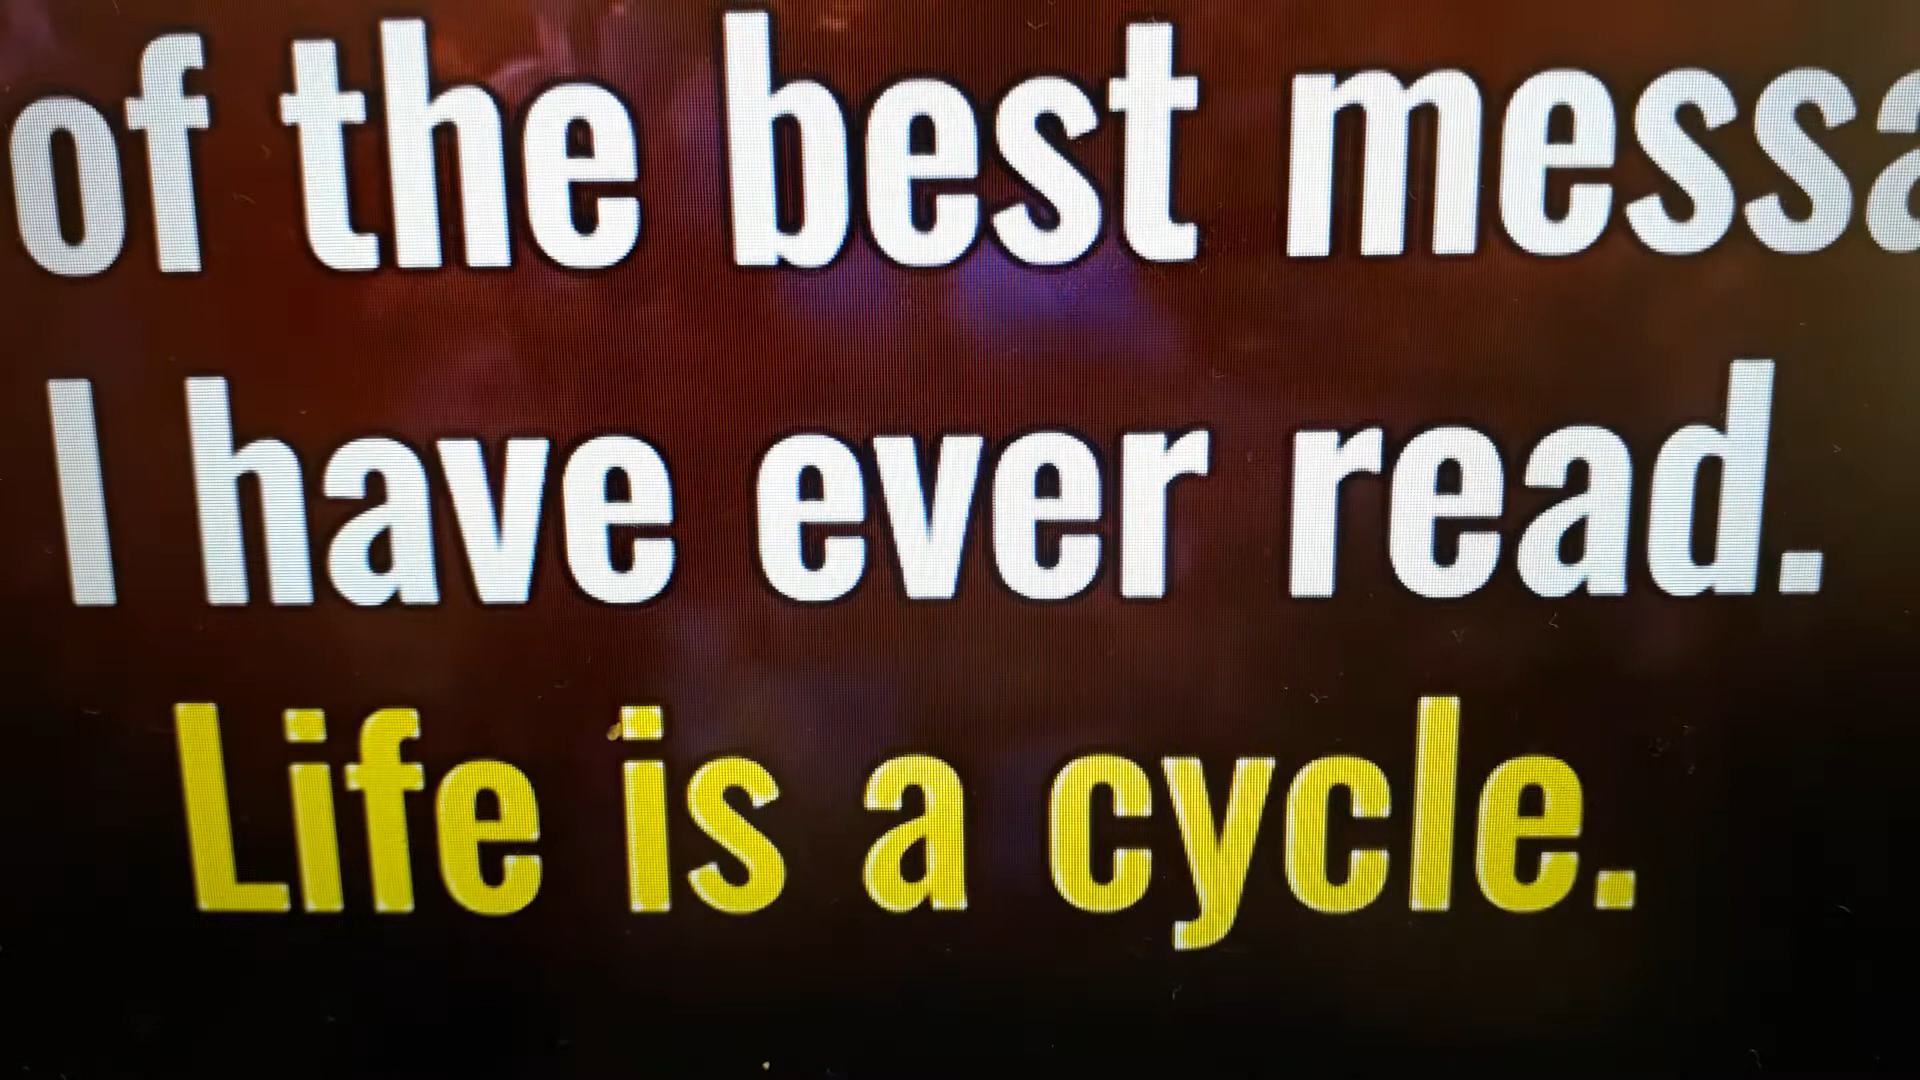 of the best messa
I have ever read.
Life is a cycle.